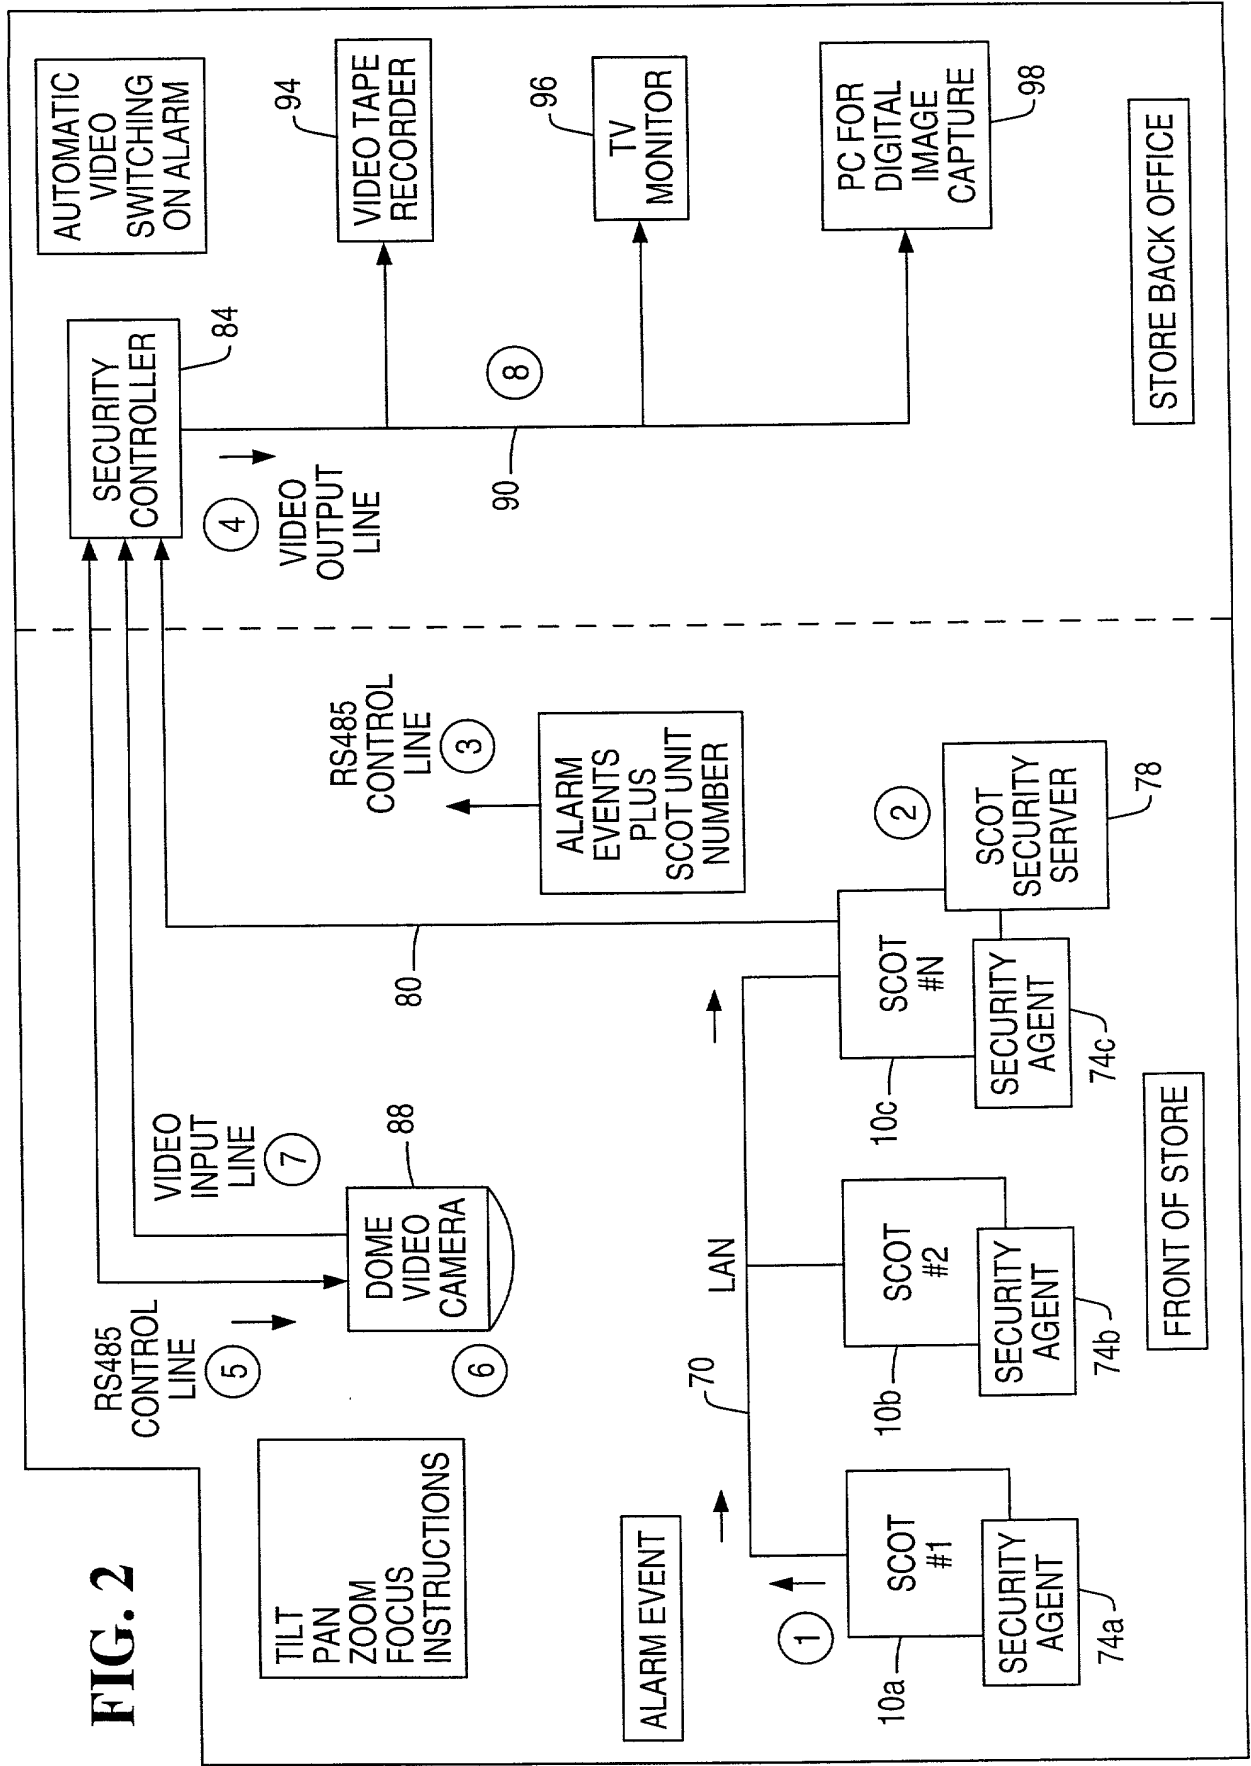 FIG. 2
TILT
PAN
ZOOM
FOCUS
INSTRUCTIONS
RS485
CONTROL
LINE
5
VIDEO
INPUT
LINE
7
DOME
VIDEO
CAMERA
88
6
SECURITY
CONTROLLER
84
AUTOMATIC
VIDEO
SWITCHING
ON ALARM
4
VIDEO
OUTPUT
LINE
94
VIDEO TAPE
RECORDER
8
90
96
TV
MONITOR
PC FOR
DIGITAL
IMAGE
CAPTURE
98
RS485
CONTROL
LINE
3
80
ALARM
EVENTS
PLUS
SCOT UNIT
NUMBER
ALARM EVENT
70
LAN
1
SCOT
#1
10a
SECURITY
AGENT
74a
SCOT
#2
10b
SECURITY
AGENT
74b
SCOT
#N
10c
SECURITY
AGENT
74c
2
SCOT
SECURITY
SERVER
78
FRONT OF STORE
STORE BACK OFFICE